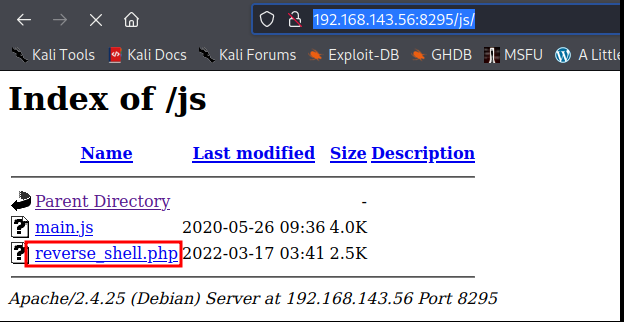 192.168.143.56:8295/js/
Kali Tools Kali Docs Kali Forums Exploit-DB GHDB MSFU A Little
Index of /js
Name Last modified Size Description
Parent Directory -
main.js 2020-05-26 09:36 4.0K
reverse_shell.php 2022-03-17 03:41 2.5K
Apache/2.4.25 (Debian) Server at 192.168.143.56 Port 8295